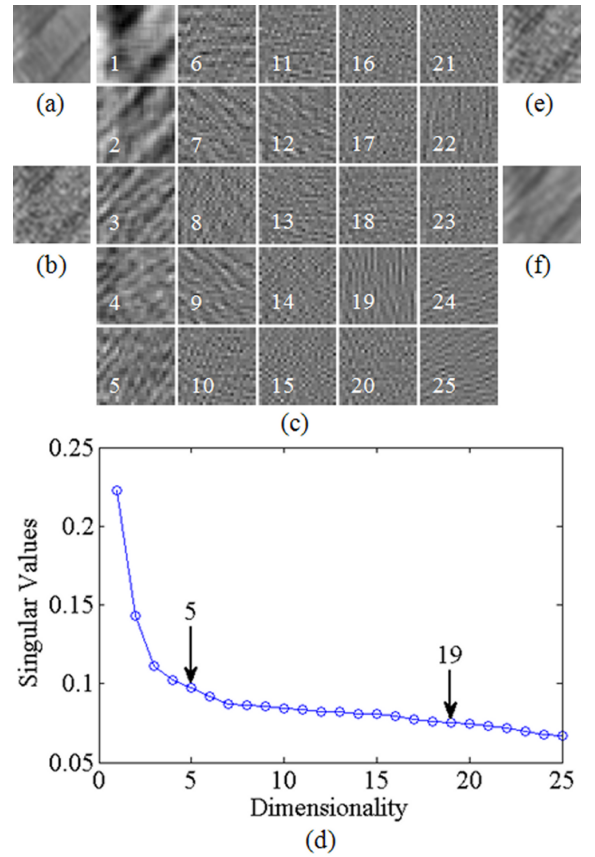 1 6 11 16 21
(a) (e)
2 7 12 17 22
3 8 13 18 23
(b) (f)
4 9 14 19 24
5 10 15 20 25
(c)
0.25
0.2
0.15
0.1
0.05
Singular Values
5
19
0 5 10 15 20 25
Dimensionality
(d)